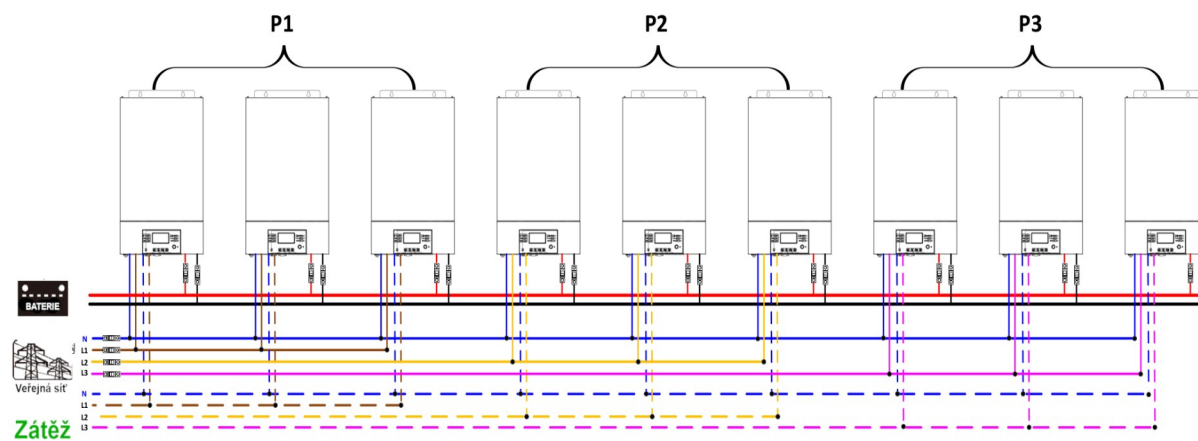 P1
P2
P3
BATERIE
N
L1
L2
L3
Veřejná síť
N
L1
L2
L3
Zátěž